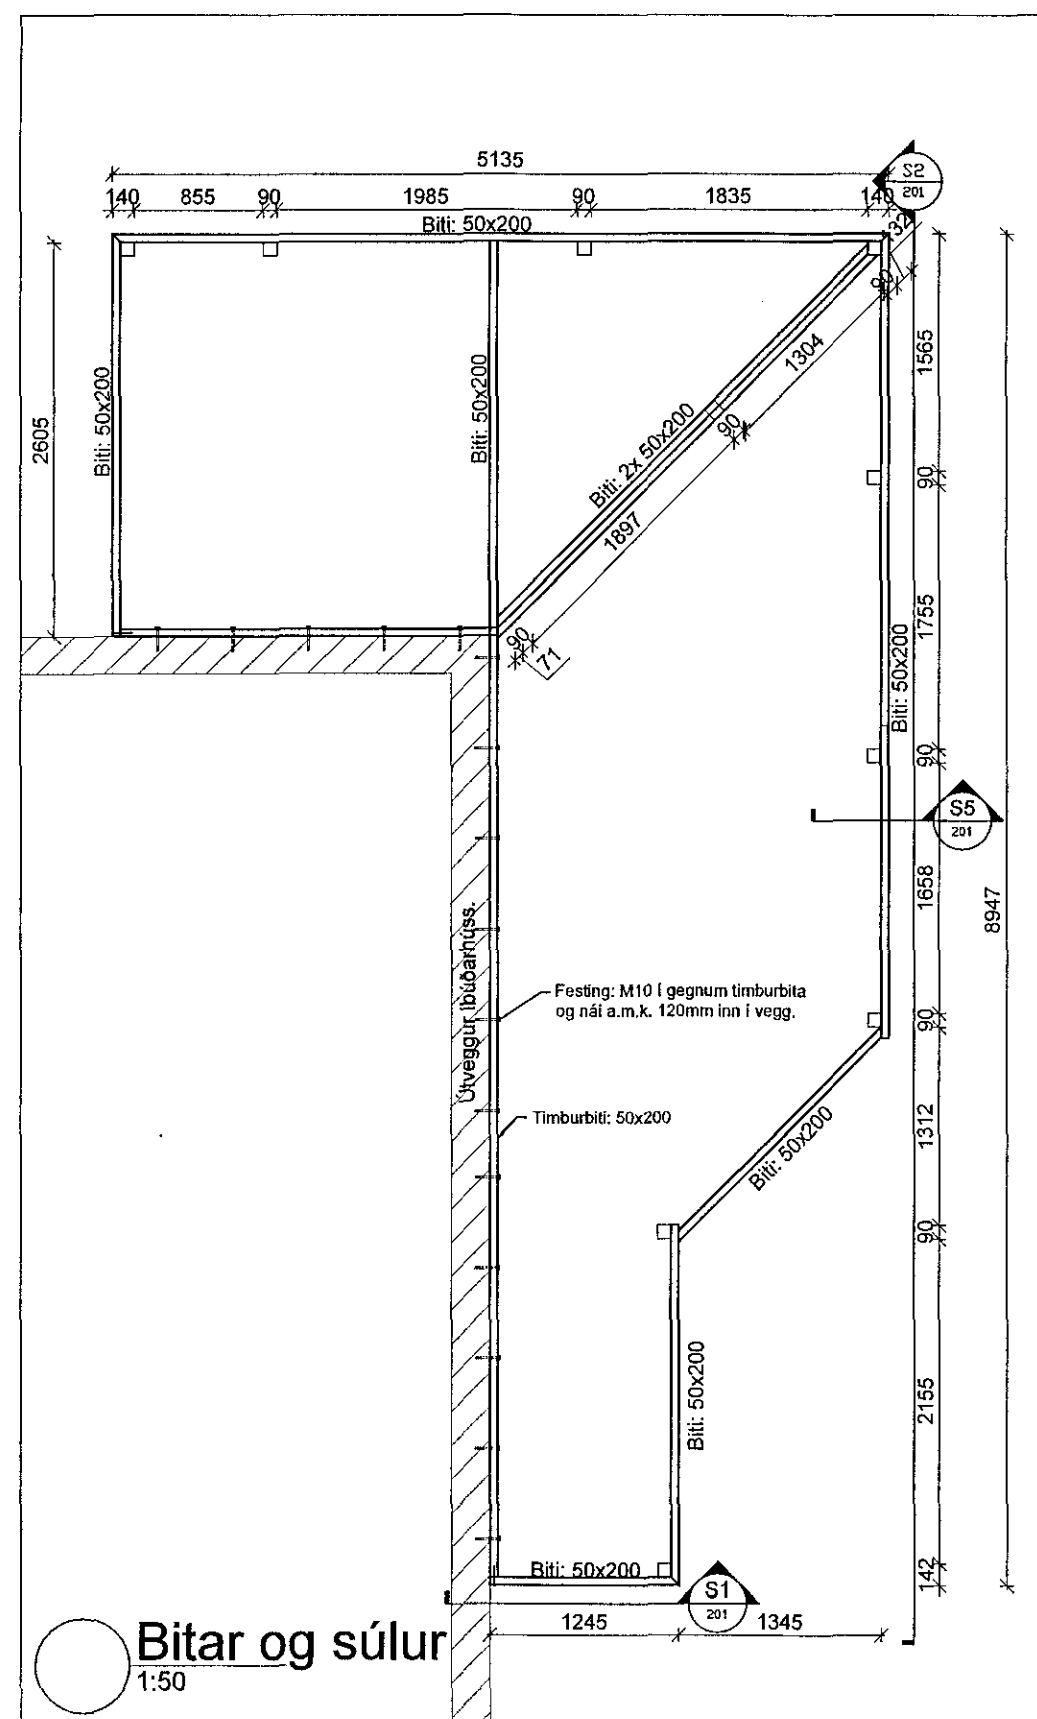 5135
S2
201
140 855 90 1985 90 1835 140
Biti: 50x200
132
90
1304
1565
Biti: 50x200
Biti: 50x200
2605
Biti: 2x 50x200
90
1897
90
90
71
1755
Biti: 50x200
90
S5
201
1658
8947
Útveggur íbúðarhúss.
Festing: M10 í gegnum timburbita
og nái a.m.k. 120mm inn í vegg.
90
Timburbiti: 50x200
1312
Biti: 50x200
90
Biti: 50x200
2155
Biti: 50x200
142
S1
201
1245 1345
Bitar og súlur
1:50